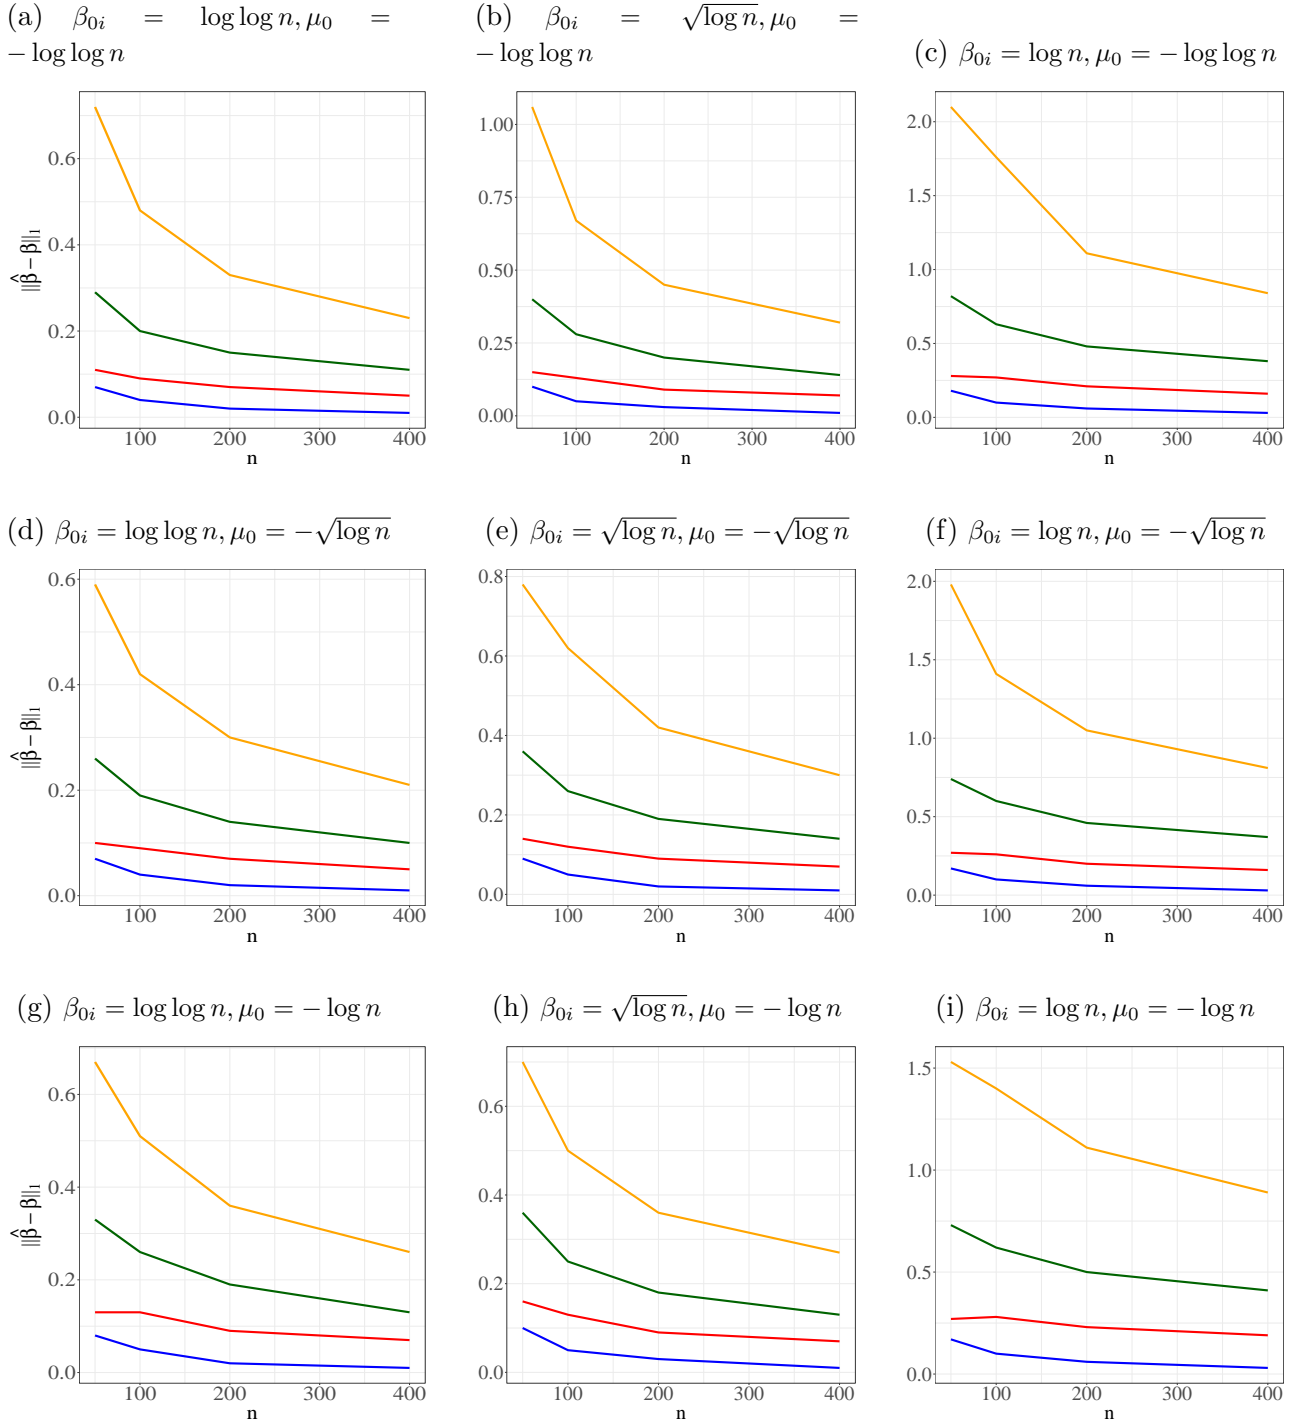 (a) β₀ᵢ = log log n, μ₀ =
− log log n
(b) β₀ᵢ = √log n, μ₀ =
− log log n
(c) β₀ᵢ = log n, μ₀ = − log log n
||β̂ − β||₁
0.6
0.4
0.2
0.0
100 200 300 400
n
1.00
0.75
0.50
0.25
0.00
100 200 300 400
n
2.0
1.5
1.0
0.5
0.0
100 200 300 400
n
(d) β₀ᵢ = log log n, μ₀ = −√log n
(e) β₀ᵢ = √log n, μ₀ = −√log n
(f) β₀ᵢ = log n, μ₀ = −√log n
||β̂ − β||₁
0.6
0.4
0.2
0.0
100 200 300 400
n
0.8
0.6
0.4
0.2
0.0
100 200 300 400
n
2.0
1.5
1.0
0.5
0.0
100 200 300 400
n
(g) β₀ᵢ = log log n, μ₀ = − log n
(h) β₀ᵢ = √log n, μ₀ = − log n
(i) β₀ᵢ = log n, μ₀ = − log n
||β̂ − β||₁
0.6
0.4
0.2
0.0
100 200 300 400
n
0.6
0.4
0.2
0.0
100 200 300 400
n
1.5
1.0
0.5
0.0
100 200 300 400
n